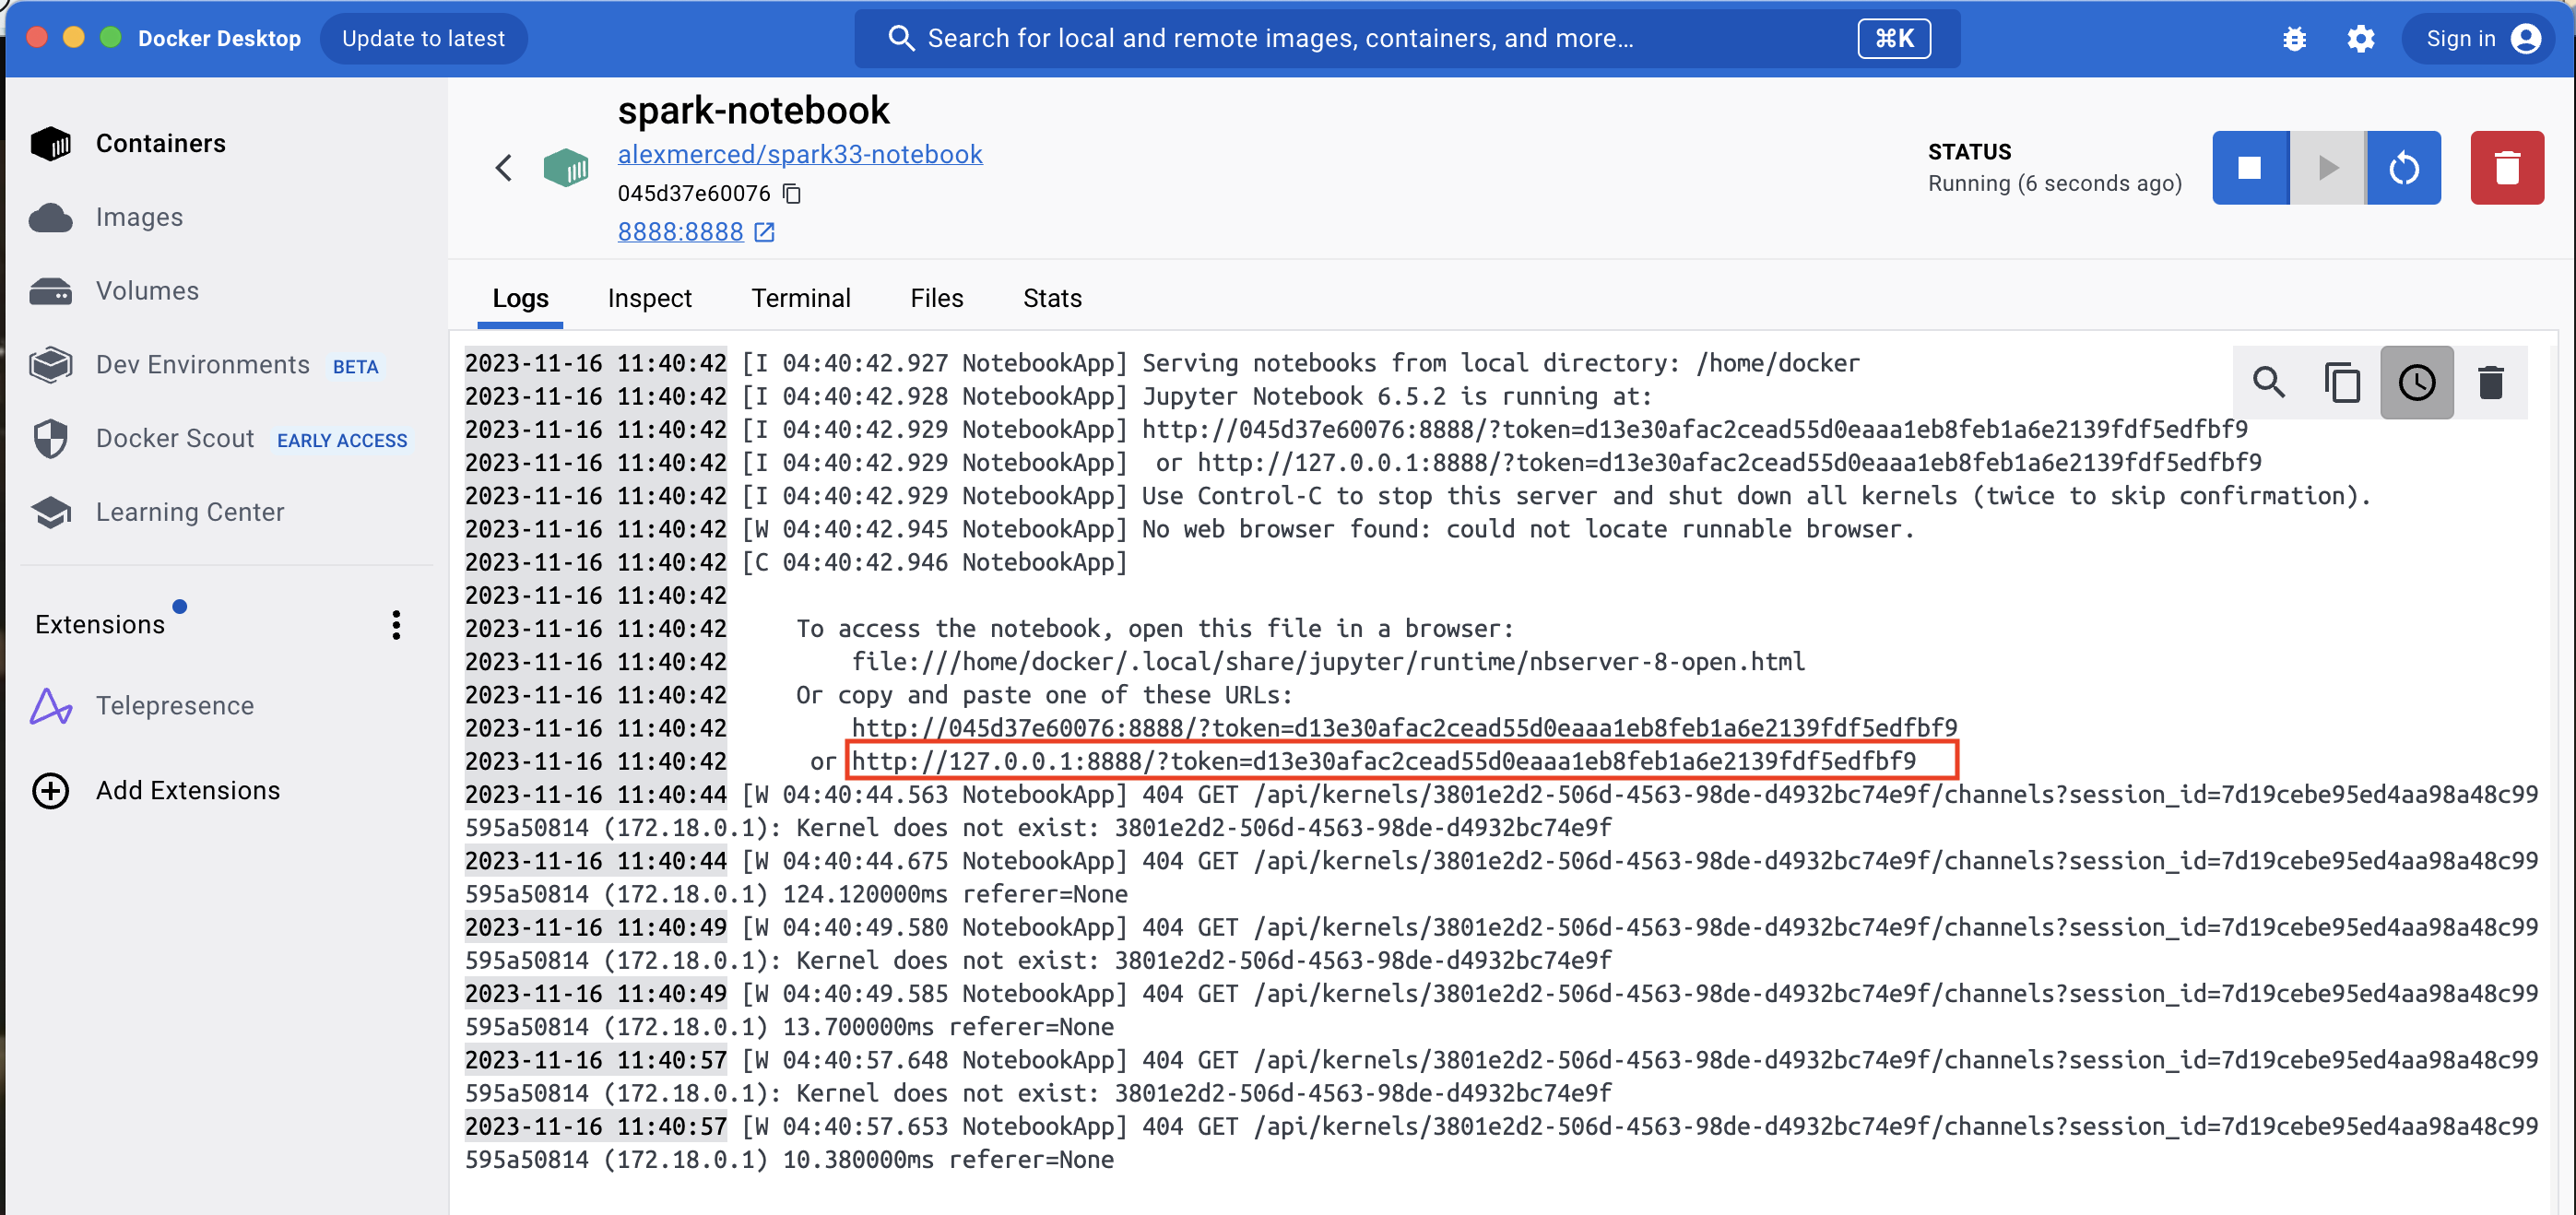 Docker Desktop
Update to latest
Search for local and remote images, containers, and more...
⌘K
Sign in
Containers
Images
Volumes
Dev Environments BETA
Docker Scout EARLY ACCESS
Learning Center
Extensions
Telepresence
Add Extensions
spark-notebook
alexmerced/spark33-notebook
045d37e60076
8888:8888
STATUS
Running (6 seconds ago)
Logs Inspect Terminal Files Stats
2023-11-16 11:40:42 [I 04:40:42.927 NotebookApp] Serving notebooks from local directory: /home/docker
2023-11-16 11:40:42 [I 04:40:42.928 NotebookApp] Jupyter Notebook 6.5.2 is running at:
2023-11-16 11:40:42 [I 04:40:42.929 NotebookApp] http://045d37e60076:8888/?token=d13e30afac2cead55d0eaaa1eb8feb1a6e2139fdf5edfbf9
2023-11-16 11:40:42 [I 04:40:42.929 NotebookApp]  or http://127.0.0.1:8888/?token=d13e30afac2cead55d0eaaa1eb8feb1a6e2139fdf5edfbf9
2023-11-16 11:40:42 [I 04:40:42.929 NotebookApp] Use Control-C to stop this server and shut down all kernels (twice to skip confirmation).
2023-11-16 11:40:42 [W 04:40:42.945 NotebookApp] No web browser found: could not locate runnable browser.
2023-11-16 11:40:42 [C 04:40:42.946 NotebookApp]
2023-11-16 11:40:42
2023-11-16 11:40:42     To access the notebook, open this file in a browser:
2023-11-16 11:40:42         file:///home/docker/.local/share/jupyter/runtime/nbserver-8-open.html
2023-11-16 11:40:42     Or copy and paste one of these URLs:
2023-11-16 11:40:42         http://045d37e60076:8888/?token=d13e30afac2cead55d0eaaa1eb8feb1a6e2139fdf5edfbf9
2023-11-16 11:40:42      or http://127.0.0.1:8888/?token=d13e30afac2cead55d0eaaa1eb8feb1a6e2139fdf5edfbf9
2023-11-16 11:40:44 [W 04:40:44.563 NotebookApp] 404 GET /api/kernels/3801e2d2-506d-4563-98de-d4932bc74e9f/channels?session_id=7d19cebe95ed4aa98a48c99
595a50814 (172.18.0.1): Kernel does not exist: 3801e2d2-506d-4563-98de-d4932bc74e9f
2023-11-16 11:40:44 [W 04:40:44.675 NotebookApp] 404 GET /api/kernels/3801e2d2-506d-4563-98de-d4932bc74e9f/channels?session_id=7d19cebe95ed4aa98a48c99
595a50814 (172.18.0.1) 124.120000ms referer=None
2023-11-16 11:40:49 [W 04:40:49.580 NotebookApp] 404 GET /api/kernels/3801e2d2-506d-4563-98de-d4932bc74e9f/channels?session_id=7d19cebe95ed4aa98a48c99
595a50814 (172.18.0.1): Kernel does not exist: 3801e2d2-506d-4563-98de-d4932bc74e9f
2023-11-16 11:40:49 [W 04:40:49.585 NotebookApp] 404 GET /api/kernels/3801e2d2-506d-4563-98de-d4932bc74e9f/channels?session_id=7d19cebe95ed4aa98a48c99
595a50814 (172.18.0.1) 13.700000ms referer=None
2023-11-16 11:40:57 [W 04:40:57.648 NotebookApp] 404 GET /api/kernels/3801e2d2-506d-4563-98de-d4932bc74e9f/channels?session_id=7d19cebe95ed4aa98a48c99
595a50814 (172.18.0.1): Kernel does not exist: 3801e2d2-506d-4563-98de-d4932bc74e9f
2023-11-16 11:40:57 [W 04:40:57.653 NotebookApp] 404 GET /api/kernels/3801e2d2-506d-4563-98de-d4932bc74e9f/channels?session_id=7d19cebe95ed4aa98a48c99
595a50814 (172.18.0.1) 10.380000ms referer=None